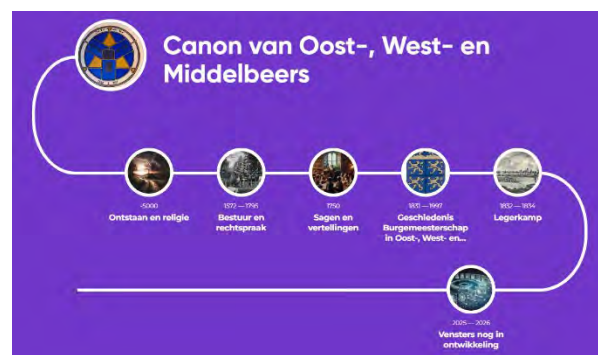 Canon van Oost-, West- en
Middelbeers
-5000
Ontstaan en religie
1372 — 1795
Bestuur en
rechtspraak
1750
Sagen en
vertellingen
1831 — 1997
Geschiedenis
Burgemeesterschap
in Oost-, West- en...
1832 — 1834
Legerkamp
2025 — 2026
Vensters nog in
ontwikkeling